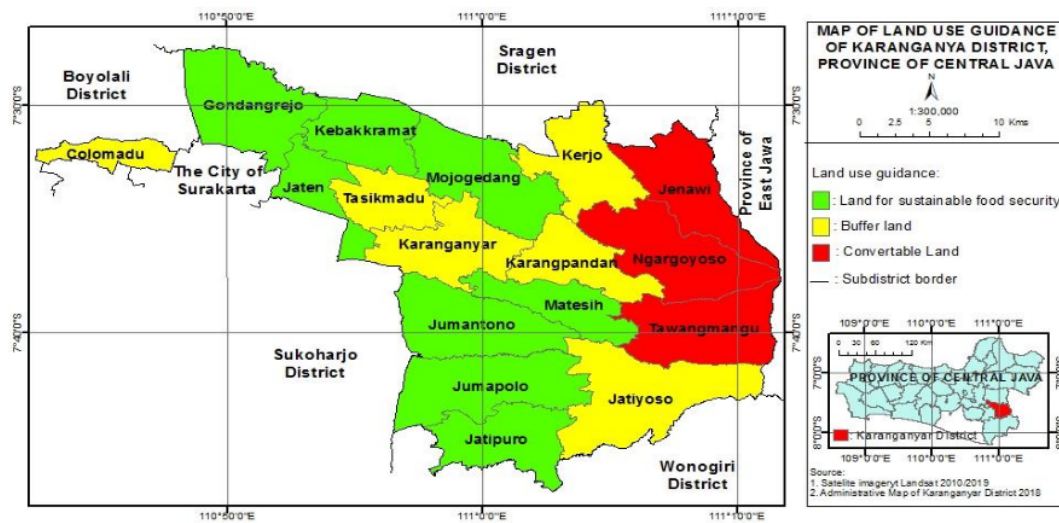 110°50'0"E
111°0'0"E
111°10'0"E
7°30'0"S
7°40'0"S
Boyolali
District
Sragen
District
Gondangrejo
Kebakkramat
Colomadu
The City of
Surakarta
Jaten
Tasikmadu
Mojogedang
Kerjo
Jenawi
Province of
East Jawa
Karanganyar
Karangpandan
Ngargoyoso
Matesih
Jumantono
Tawangmangu
Sukoharjo
District
Jumapolo
Jatiyoso
Jatipuro
Wonogiri
District
7°30'0"S
7°40'0"S
110°50'0"E
111°0'0"E
111°10'0"E
MAP OF LAND USE GUIDANCE
OF KARANGANYA DISTRICT,
PROVINCE OF CENTRAL JAVA
N
1:300,000
0 2.5 5 10 Kms
Land use guidance:
: Land for sustainable food security
: Buffer land
: Convertable Land
: Subdistrict border
109°0'0"E 110°0'0"E 111°0'0"E
0 30 60 120 Km
7°0'0"S
PROVINCE OF CENTRAL JAVA
8°0'0"S
: Karanganyar District
109°0'0"E 110°0'0"E 111°0'0"E
Source:
1. Satelite imageryt Landsat 2010/2019
2. Administrative Map of Karanganyar District 2018